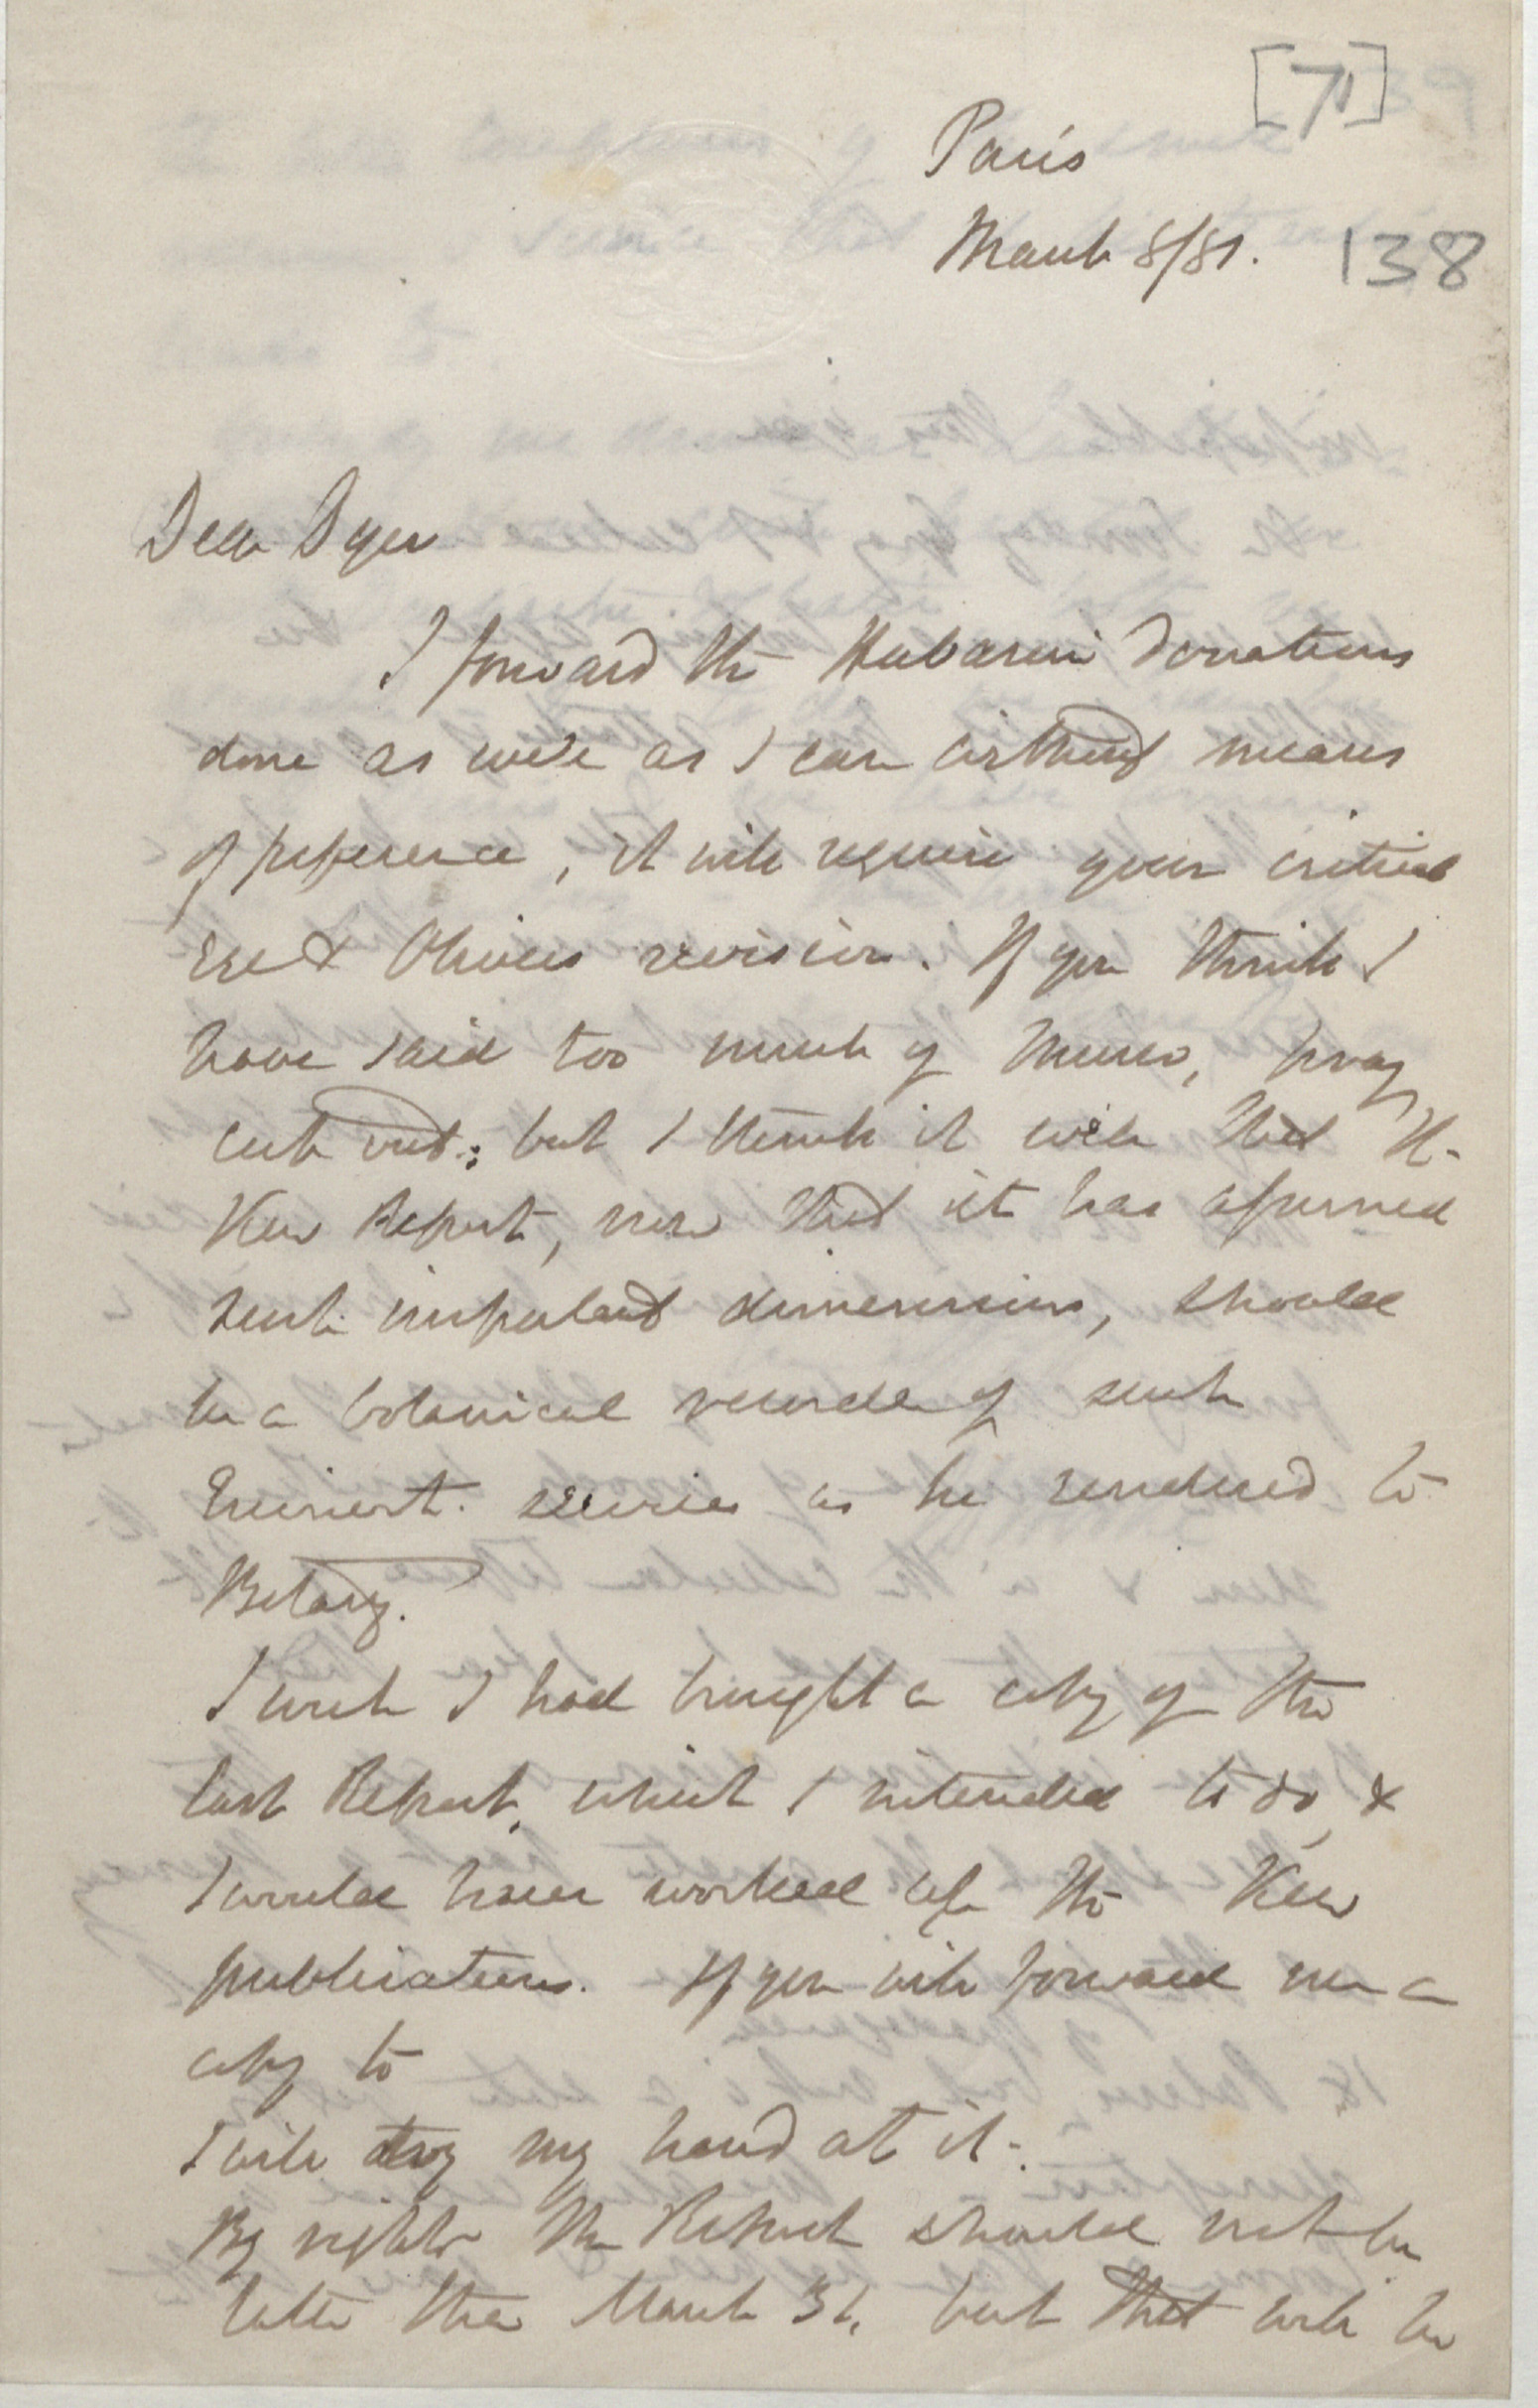 [71]
Paris
March 8/81.
138
Dear Dyer
I forward the Herbarium Donations
done as well as I can without means
of reference, it will require your critical
eye & Olivers revision. If you think I
have said too much of Munro, pray
cut out; but I think it well that the
Kew Report, now that it has assumed
such important dimensions, should
be a botanical record of such
Eminent services as he rendered to
Botany.
I wish I had brought a copy of the
last Report, which I intended to do, &
I would have worked up the Kew
publications. If you will forward me a
copy to
I will try my hand at it.
By rights the Report should not be
later than March 31, but that will be